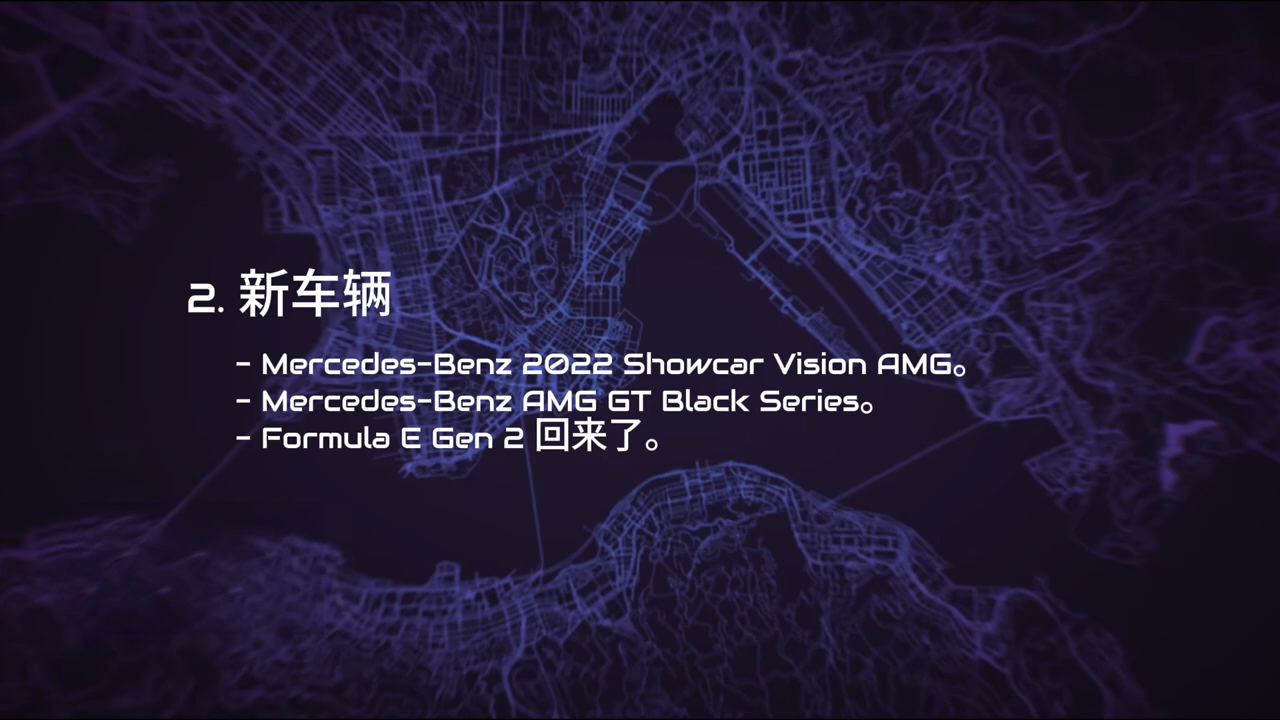 2. 新车辆
- Mercedes-Benz 2022 Showcar Vision AMG。
- Mercedes-Benz AMG GT Black Series。
- Formula E Gen 2 回来了。